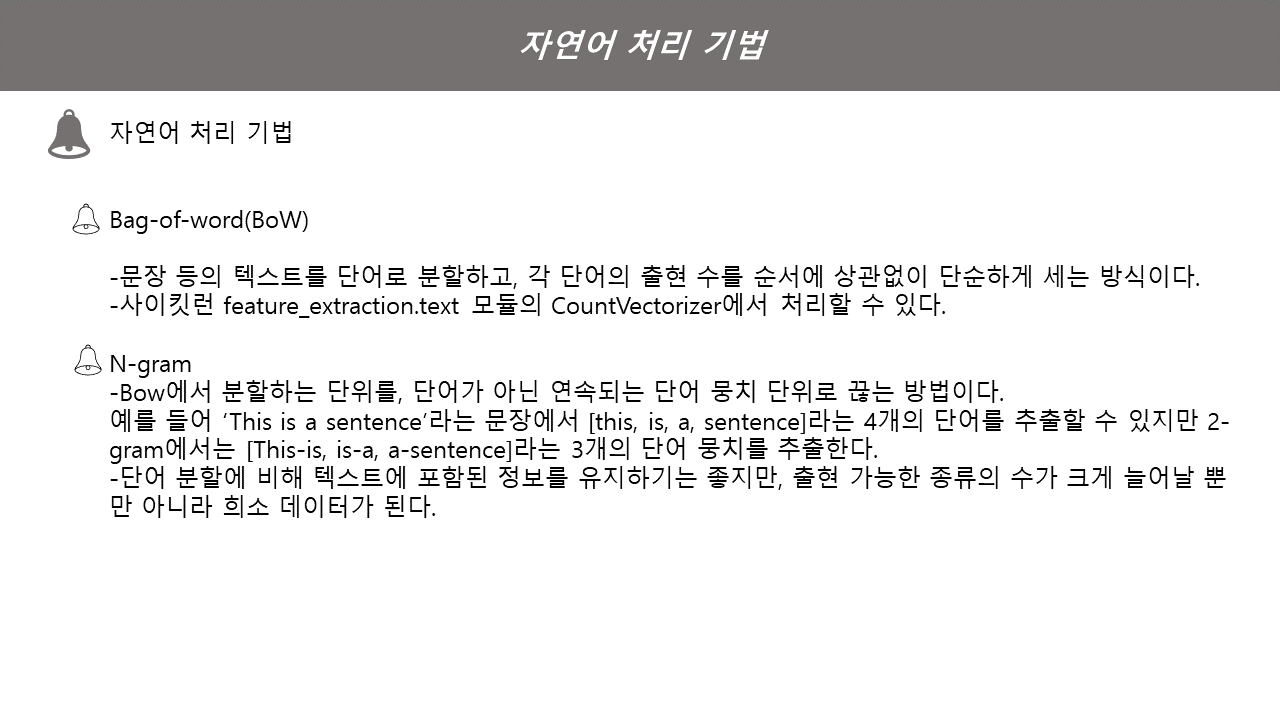 자연어 처리 기법
자연어 처리 기법
Bag-of-word(BoW)
-문장 등의 텍스트를 단어로 분할하고, 각 단어의 출현 수를 순서에 상관없이 단순하게 세는 방식이다.
-사이킷런 feature_extraction.text 모듈의 CountVectorizer에서 처리할 수 있다.
N-gram
-Bow에서 분할하는 단위를, 단어가 아닌 연속되는 단어 뭉치 단위로 끊는 방법이다.
예를 들어 ‘This is a sentence’라는 문장에서 [this, is, a, sentence]라는 4개의 단어를 추출할 수 있지만 2-
gram에서는 [This-is, is-a, a-sentence]라는 3개의 단어 뭉치를 추출한다.
-단어 분할에 비해 텍스트에 포함된 정보를 유지하기는 좋지만, 출현 가능한 종류의 수가 크게 늘어날 뿐
만 아니라 희소 데이터가 된다.